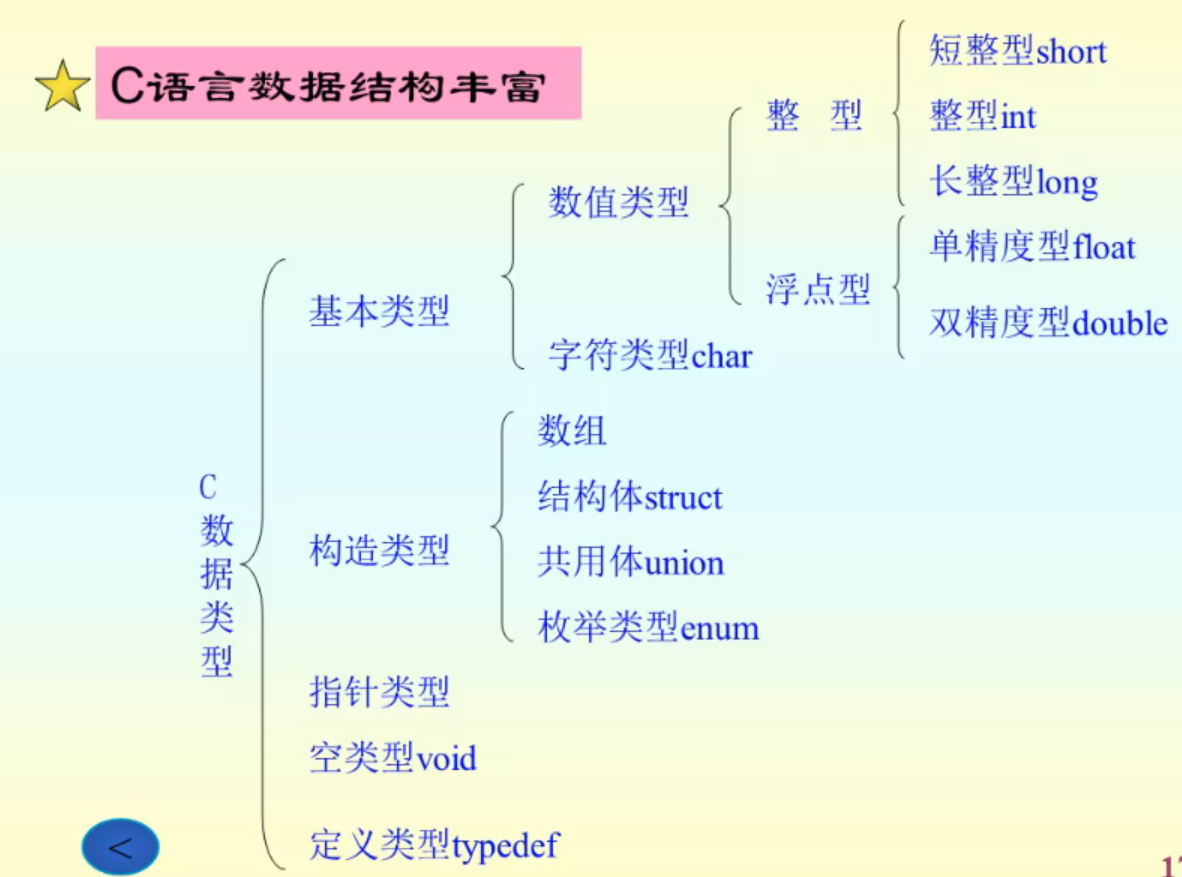 C语言数据结构丰富
C数据类型
基本类型
数值类型
整 型
短整型short
整型int
长整型long
浮点型
单精度型float
双精度型double
字符类型char
构造类型
数组
结构体struct
共用体union
枚举类型enum
指针类型
空类型void
定义类型typedef
<